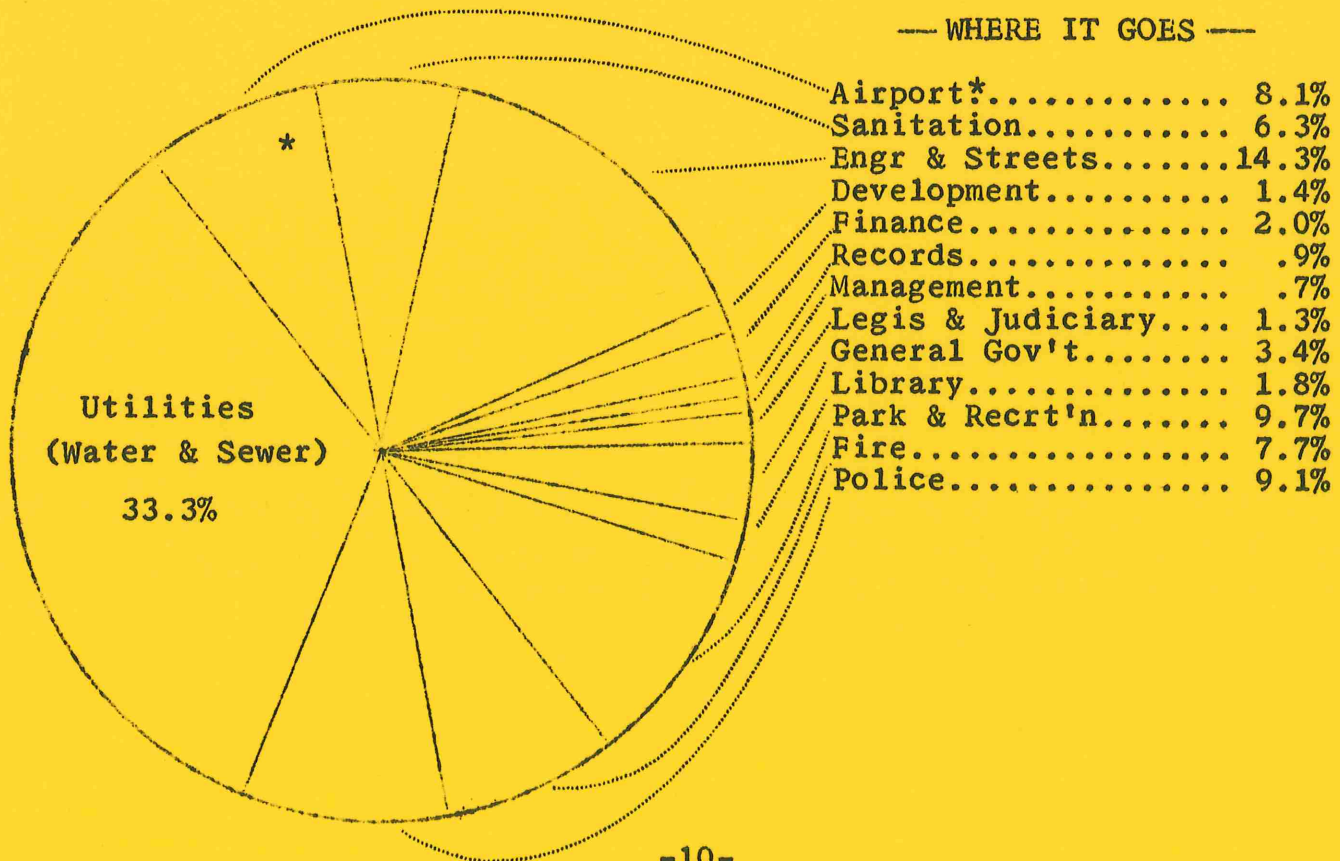 — WHERE IT GOES —
Airport*............. 8.1%
Sanitation........... 6.3%
Engr & Streets.......14.3%
Development.......... 1.4%
Finance.............. 2.0%
Records.............. .9%
Management........... .7%
Legis & Judiciary.... 1.3%
General Gov't........ 3.4%
Library.............. 1.8%
Park & Recrt'n....... 9.7%
Fire................. 7.7%
Police............... 9.1%
*
Utilities
(Water & Sewer)
33.3%
-10-